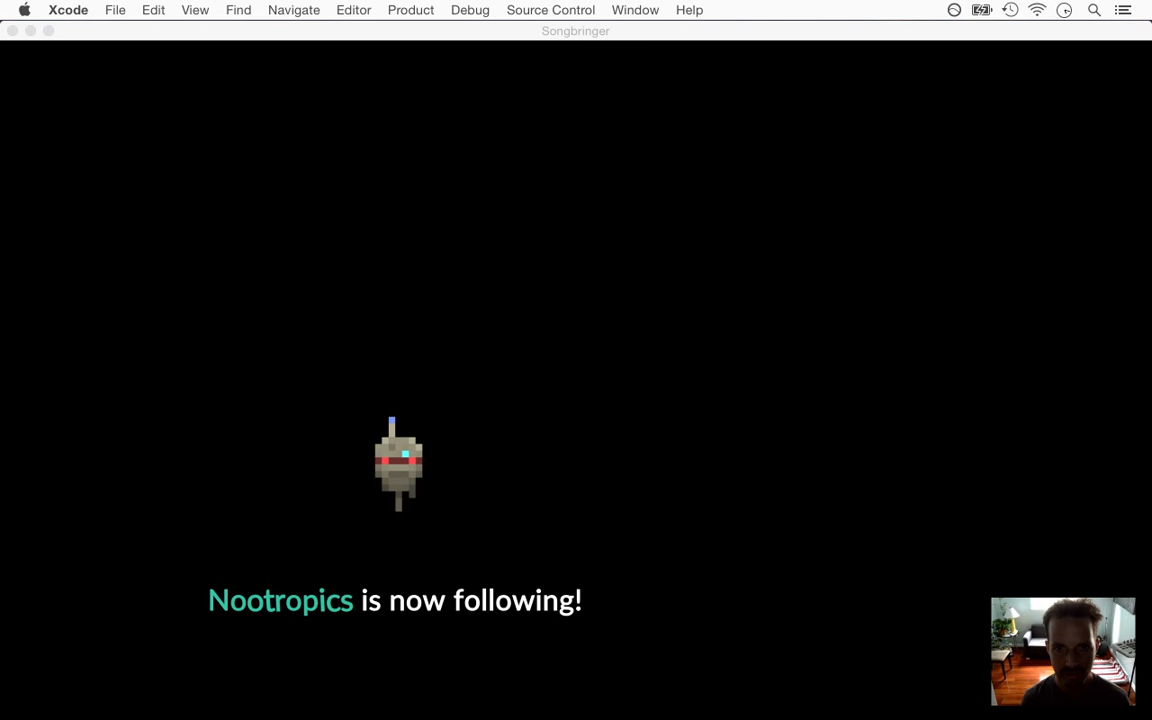 Xcode File Edit View Find Navigate Editor Product Debug Source Control Window Help
Songbringer
Nootropics is now following!